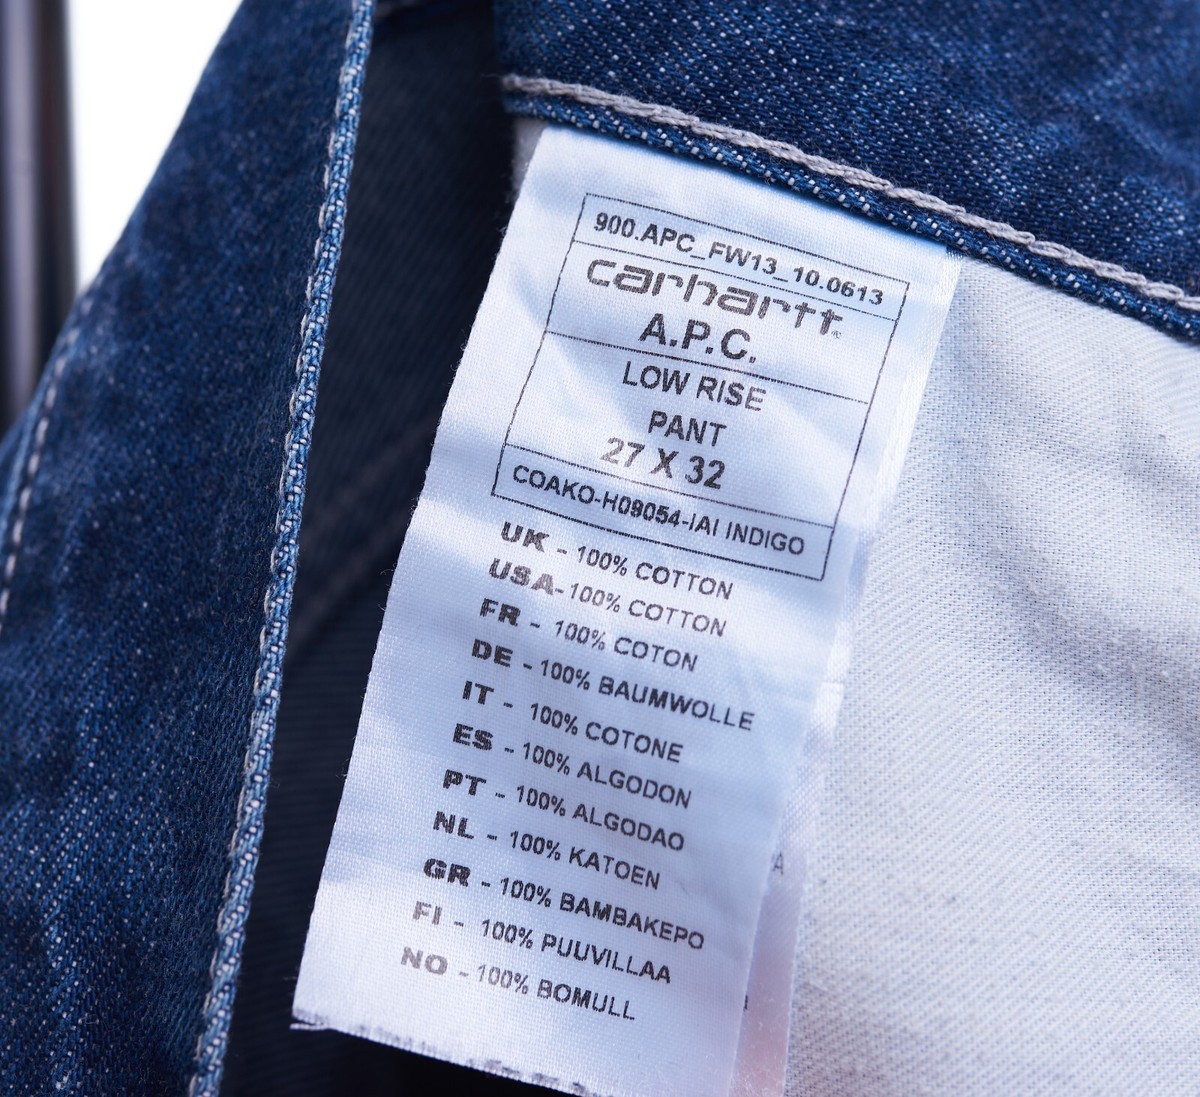 900.APC_FW13_10.0613
carhartt
A.P.C.
LOW RISE
PANT
27 X 32
COAKO-H09054-IAI INDIGO
UK - 100% COTTON
USA- 100% COTTON
FR - 100% COTON
DE - 100% BAUMWOLLE
IT - 100% COTONE
ES - 100% ALGODON
PT - 100% ALGODAO
NL - 100% KATOEN
GR - 100% BAMBAKEPO
FI - 100% PUUVILLAA
NO - 100% BOMULL